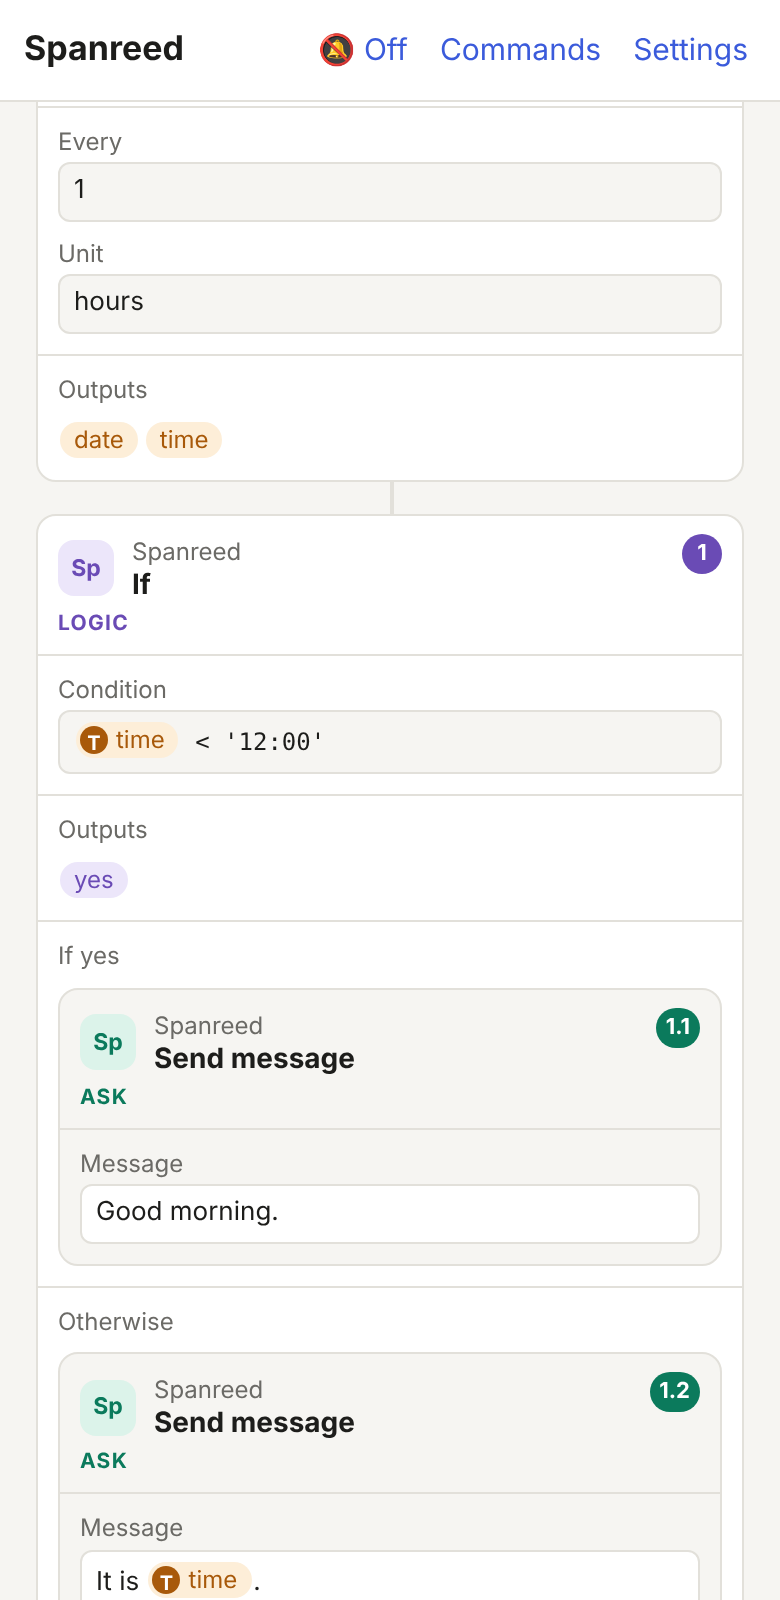 Spanreed
Off
Commands
Settings
Every
1
Unit
hours
Outputs
date time
Sp
Spanreed
If
1
LOGIC
Condition
T time < '12:00'
Outputs
yes
If yes
Sp
Spanreed
Send message
1.1
ASK
Message
Good morning.
Otherwise
Sp
Spanreed
Send message
1.2
ASK
Message
It is T time .